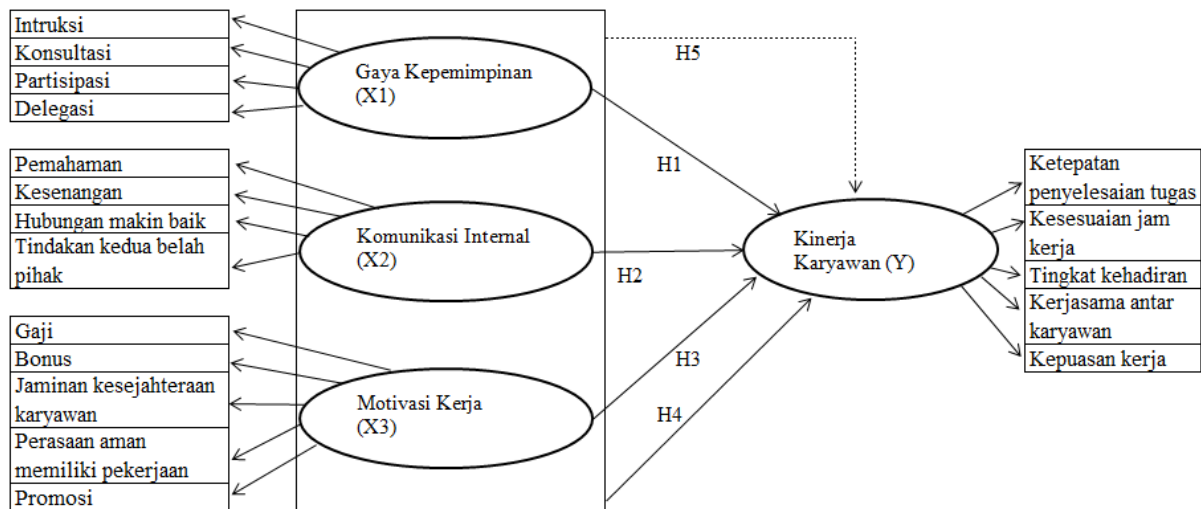 Intruksi
Konsultasi
Partisipasi
Delegasi
Pemahaman
Kesenangan
Hubungan makin baik
Tindakan kedua belah
pihak
Gaji
Bonus
Jaminan kesejahteraan
karyawan
Perasaan aman
memiliki pekerjaan
Promosi
Gaya Kepemimpinan
(X1)
Komunikasi Internal
(X2)
Motivasi Kerja
(X3)
H5
H1
H2
H3
H4
Kinerja
Karyawan (Y)
Ketepatan
penyelesaian tugas
Kesesuaian jam
kerja
Tingkat kehadiran
Kerjasama antar
karyawan
Kepuasan kerja